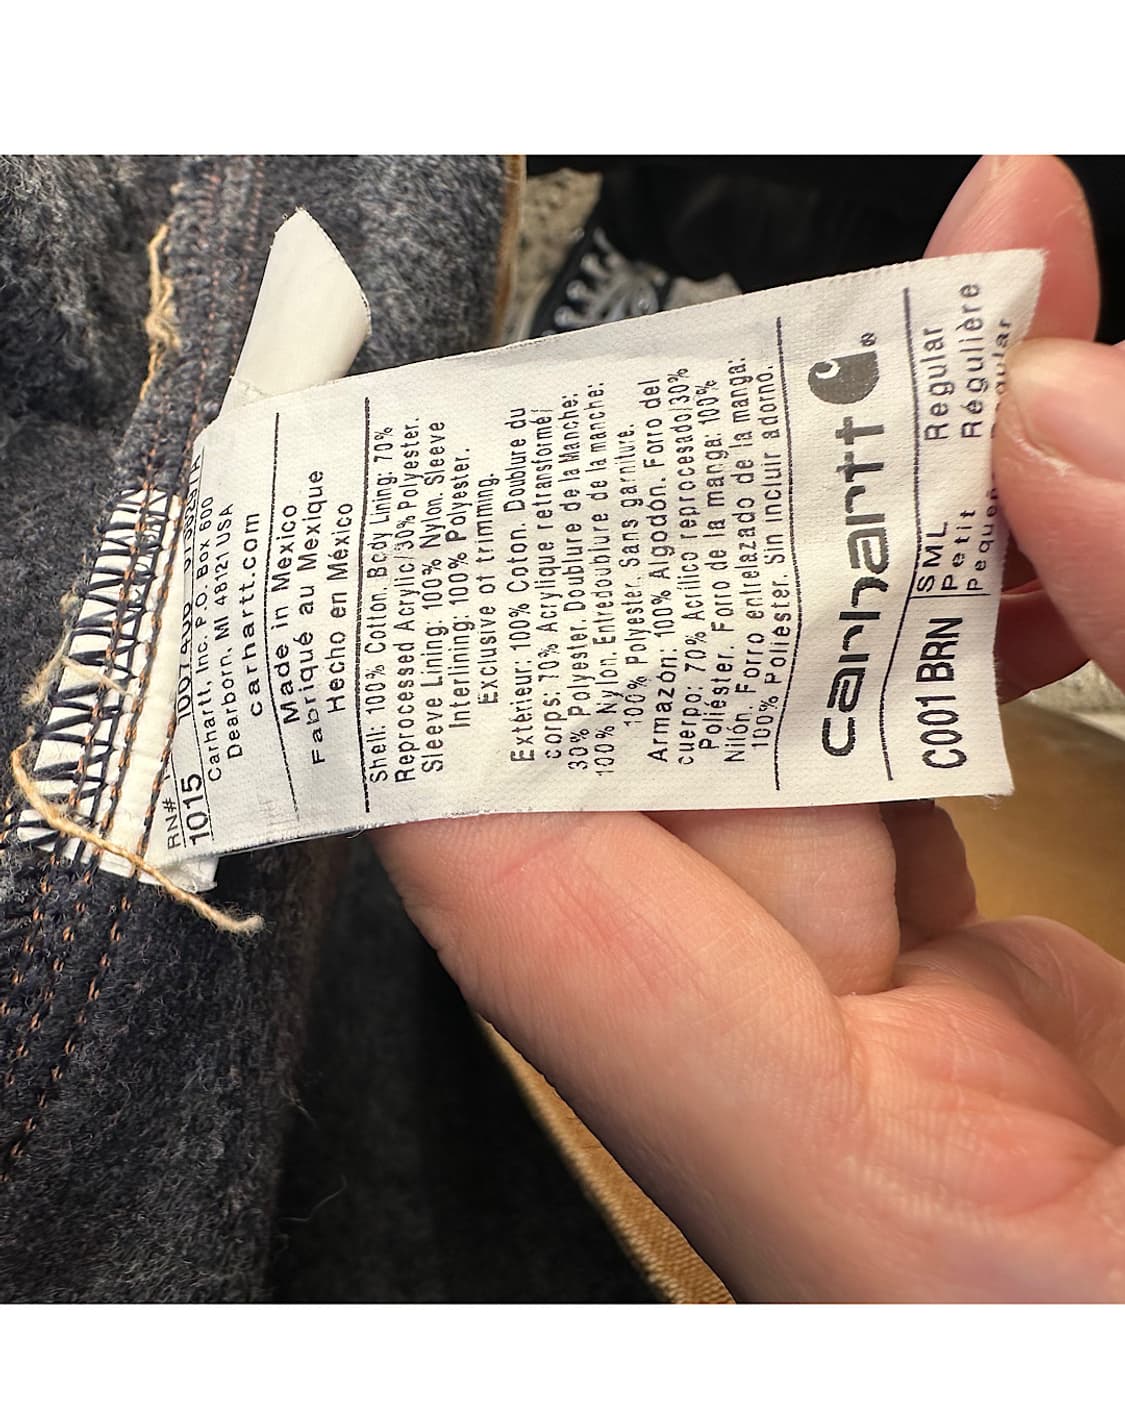 carhartt
C001 BRN
SML Regular
Petit Régulière
Shell: 100% Cotton. Body Lining: 70%
Reprocessed Acrylic/30% Polyester.
Sleeve Lining: 100% Nylon. Sleeve
Interlining: 100% Polyester.
Exclusive of trimming.
Extérieur: 100% Coton. Doublure du
corps: 70% Acrylique retransformé/
30% Polyester. Doublure de la Manche:
100% Nylon. Entredoublure de la manche:
100% Polyester. Sans garniture.
Armazón: 100% Algodón. Forro del
cuerpo: 70% Acrílico reprocesado/30%
Poliéster. Forro de la manga: 100%
Nilón. Forro entrelazado de la manga:
100% Poliéster. Sin incluir adorno.
Made in Mexico
Fabriqué au Mexique
Hecho en México
carhartt.com
Dearborn, MI 48121 USA
Carhartt, Inc. P.O. Box 600
1015
RN#